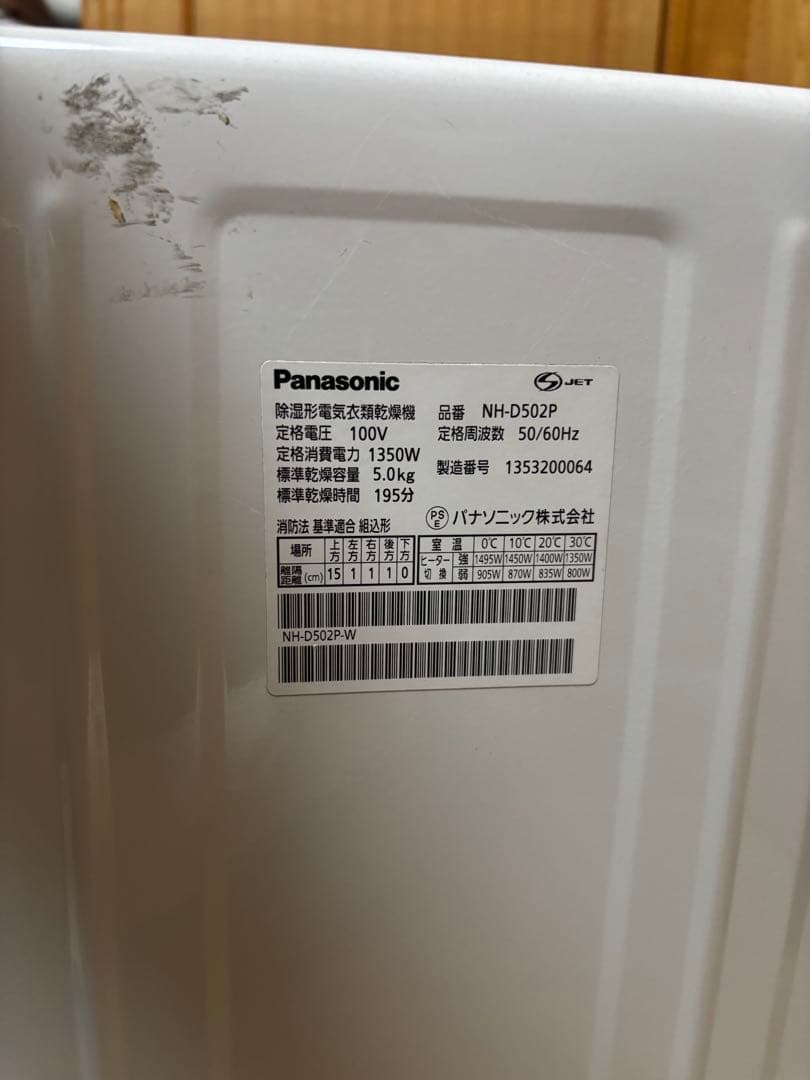 Panasonic
JET
除湿形電気衣類乾燥機 品番 NH-D502P
定格電圧 100V 定格周波数 50/60Hz
定格消費電力 1350W
標準乾燥容量 5.0kg 製造番号 1353200064
標準乾燥時間 195分
PSE パナソニック株式会社
消防法 基準適合 組込形
場所 上方 左方 右方 後方 下方
離隔距離(cm) 15 1 1 1 0
室温 0℃ 10℃ 20℃ 30℃
ヒーター切換 強 1495W 1450W 1400W 1350W
弱 905W 870W 835W 800W
NH-D502P-W